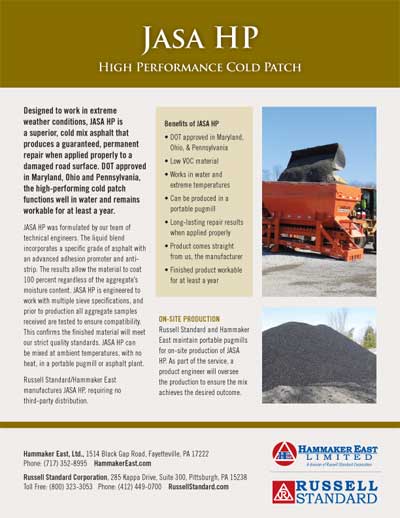 JASA HP
HIGH PERFORMANCE COLD PATCH
Designed to work in extreme
weather conditions, JASA HP is
a superior, cold mix asphalt that
produces a guaranteed, permanent
repair when applied properly to a
damaged road surface. DOT approved
in Maryland, Ohio and Pennsylvania,
the high-performing cold patch
functions well in water and remains
workable for at least a year.
JASA HP was formulated by our team of
technical engineers. The liquid blend
incorporates a specific grade of asphalt with
an advanced adhesion promoter and anti-
strip. The results allow the material to coat
100 percent regardless of the aggregate's
moisture content. JASA HP is engineered to
work with multiple sieve specifications, and
prior to production all aggregate samples
received are tested to ensure compatibility.
This confirms the finished material will meet
our strict quality standards. JASA HP can
be mixed at ambient temperatures, with no
heat, in a portable pugmill or asphalt plant.
Russell Standard/Hammaker East
manufactures JASA HP, requiring no
third-party distribution.
Benefits of JASA HP
• DOT approved in Maryland,
Ohio, & Pennsylvania
• Low VOC material
• Works in water and
extreme temperatures
• Can be produced in a
portable pugmill
• Long-lasting repair results
when applied properly
• Product comes straight
from us, the manufacturer
• Finished product workable
for at least a year
ON-SITE PRODUCTION
Russell Standard and Hammaker
East maintain portable pugmills
for on-site production of JASA
HP. As part of the service, a
product engineer will oversee
the production to ensure the mix
achieves the desired outcome.
Hammaker East, Ltd., 1514 Black Gap Road, Fayetteville, PA 17222
Phone: (717) 352-8995 HammakerEast.com
Russell Standard Corporation, 285 Kappa Drive, Suite 300, Pittsburgh, PA 15238
Toll Free: (800) 323-3053 Phone: (412) 449-0700 RussellStandard.com
HAMMAKER EAST
LIMITED
A division of Russell Standard Corporation
RUSSELL
STANDARD